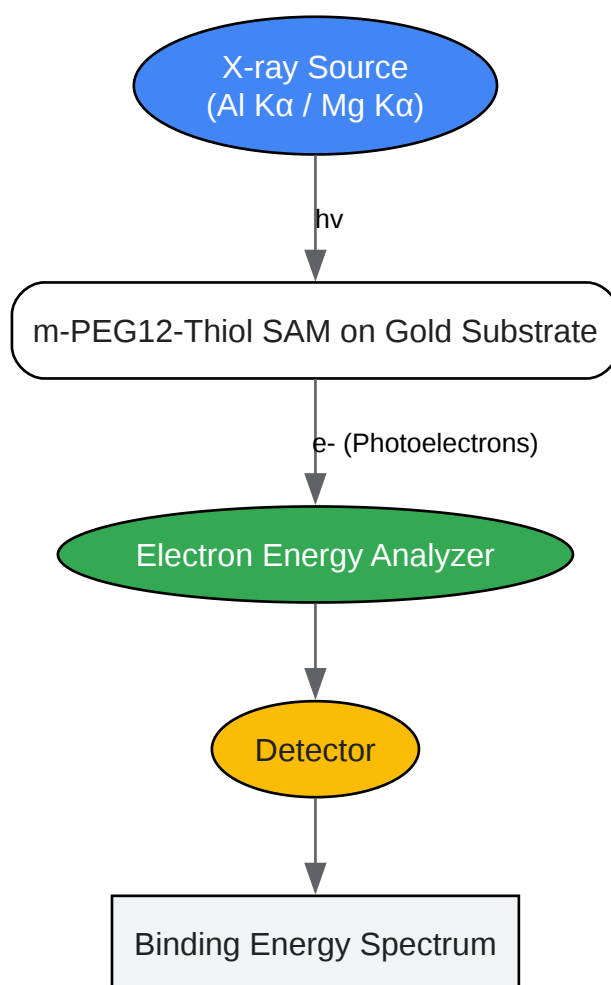 X-ray Source
(Al Kα / Mg Kα)
hv
m-PEG12-Thiol SAM on Gold Substrate
e- (Photoelectrons)
Electron Energy Analyzer
Detector
Binding Energy Spectrum